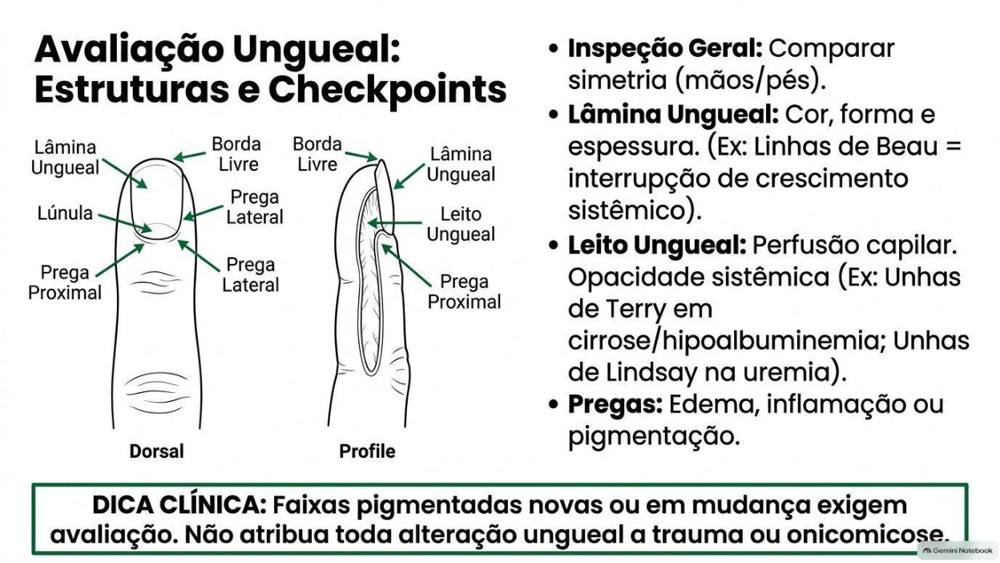 Avaliação Ungueal:
Estruturas e Checkpoints
Lâmina
Ungueal
Borda
Livre
Lúnula
Prega
Lateral
Prega
Proximal
Prega
Lateral
Dorsal
Borda
Livre
Lâmina
Ungueal
Leito
Ungueal
Prega
Proximal
Profile
• Inspeção Geral: Comparar
simetria (mãos/pés).
• Lâmina Ungueal: Cor, forma e
espessura. (Ex: Linhas de Beau =
interrupção de crescimento
sistêmico).
• Leito Ungueal: Perfusão capilar.
Opacidade sistêmica (Ex: Unhas
de Terry em
cirrose/hipoalbuminemia; Unhas
de Lindsay na uremia).
• Pregas: Edema, inflamação ou
pigmentação.
DICA CLÍNICA: Faixas pigmentadas novas ou em mudança exigem
avaliação. Não atribua toda alteração ungueal a trauma ou onicomicose.
Gemini Notebook